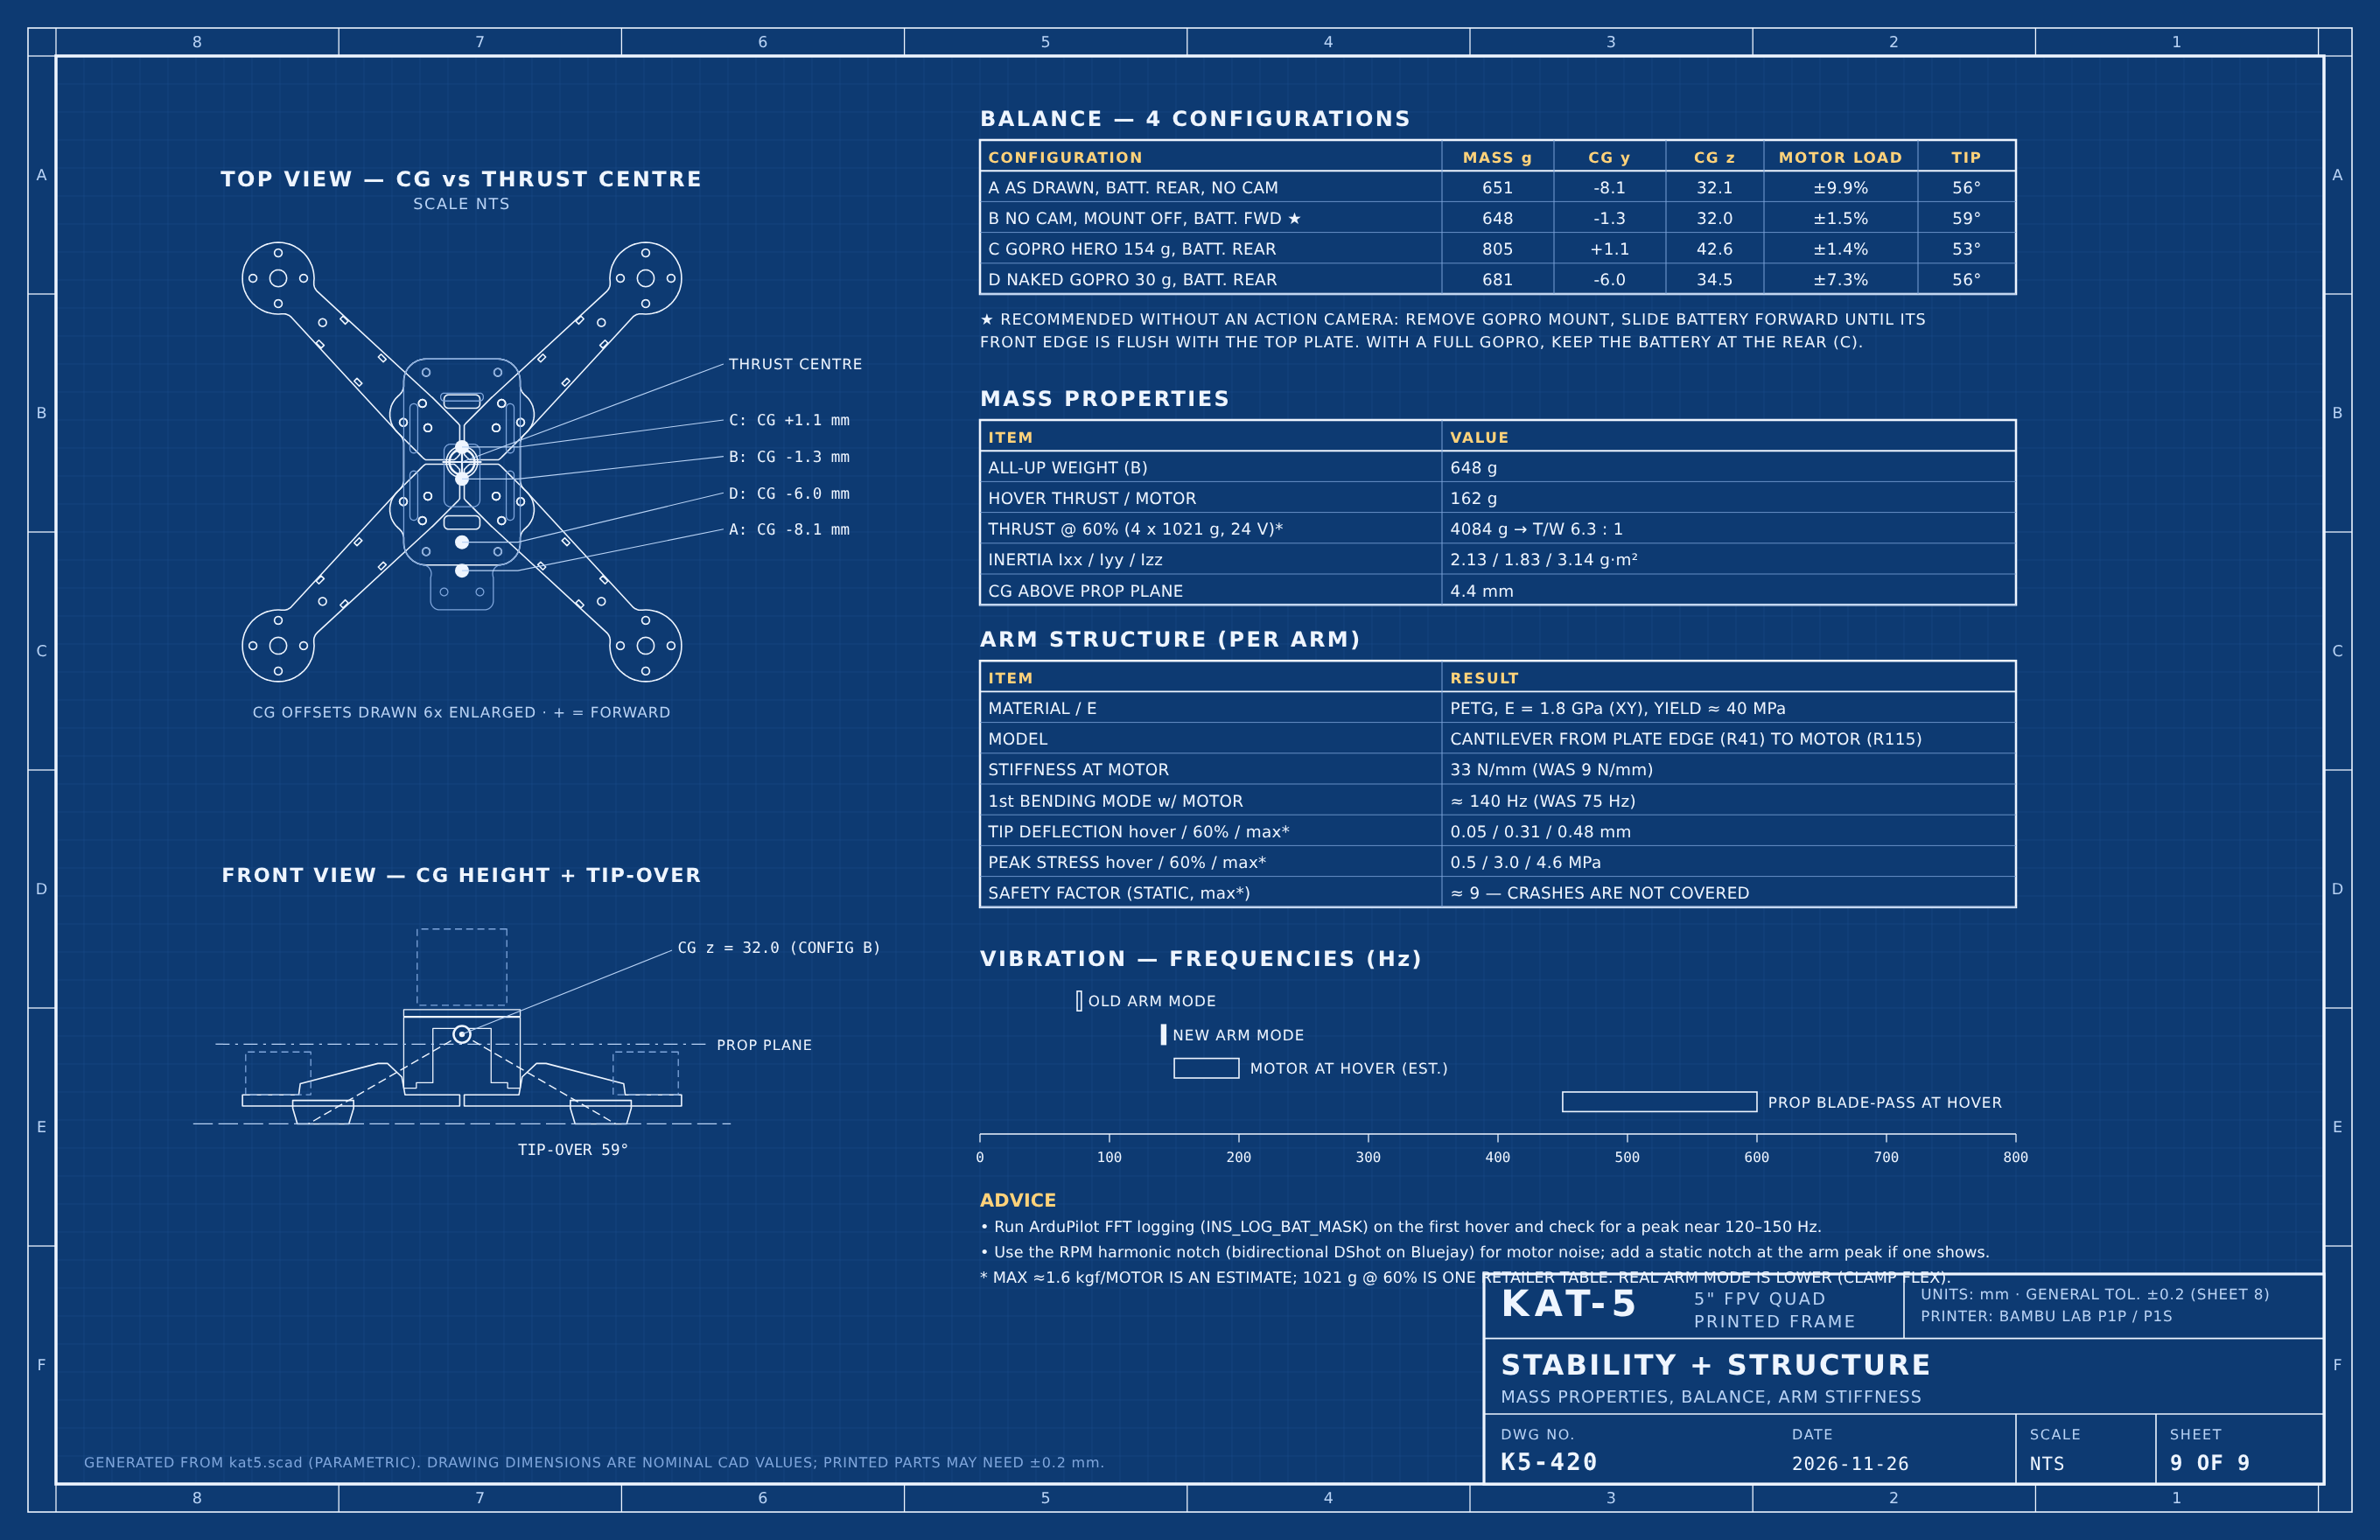 8 7 6 5 4 3 2 1
A A
B B
C C
D D
E E
F F
TOP VIEW — CG vs THRUST CENTRE
SCALE NTS
THRUST CENTRE
C: CG +1.1 mm
B: CG -1.3 mm
D: CG -6.0 mm
A: CG -8.1 mm
CG OFFSETS DRAWN 6x ENLARGED · + = FORWARD
FRONT VIEW — CG HEIGHT + TIP-OVER
CG z = 32.0 (CONFIG B)
PROP PLANE
TIP-OVER 59°
BALANCE — 4 CONFIGURATIONS
CONFIGURATION MASS g CG y CG z MOTOR LOAD TIP
A AS DRAWN, BATT. REAR, NO CAM 651 -8.1 32.1 ±9.9% 56°
B NO CAM, MOUNT OFF, BATT. FWD ★ 648 -1.3 32.0 ±1.5% 59°
C GOPRO HERO 154 g, BATT. REAR 805 +1.1 42.6 ±1.4% 53°
D NAKED GOPRO 30 g, BATT. REAR 681 -6.0 34.5 ±7.3% 56°
★ RECOMMENDED WITHOUT AN ACTION CAMERA: REMOVE GOPRO MOUNT, SLIDE BATTERY FORWARD UNTIL ITS
FRONT EDGE IS FLUSH WITH THE TOP PLATE. WITH A FULL GOPRO, KEEP THE BATTERY AT THE REAR (C).
MASS PROPERTIES
ITEM VALUE
ALL-UP WEIGHT (B) 648 g
HOVER THRUST / MOTOR 162 g
THRUST @ 60% (4 x 1021 g, 24 V)* 4084 g → T/W 6.3 : 1
INERTIA Ixx / Iyy / Izz 2.13 / 1.83 / 3.14 g·m²
CG ABOVE PROP PLANE 4.4 mm
ARM STRUCTURE (PER ARM)
ITEM RESULT
MATERIAL / E PETG, E = 1.8 GPa (XY), YIELD ≈ 40 MPa
MODEL CANTILEVER FROM PLATE EDGE (R41) TO MOTOR (R115)
STIFFNESS AT MOTOR 33 N/mm (WAS 9 N/mm)
1st BENDING MODE w/ MOTOR ≈ 140 Hz (WAS 75 Hz)
TIP DEFLECTION hover / 60% / max* 0.05 / 0.31 / 0.48 mm
PEAK STRESS hover / 60% / max* 0.5 / 3.0 / 4.6 MPa
SAFETY FACTOR (STATIC, max*) ≈ 9 — CRASHES ARE NOT COVERED
VIBRATION — FREQUENCIES (Hz)
OLD ARM MODE
NEW ARM MODE
MOTOR AT HOVER (EST.)
PROP BLADE-PASS AT HOVER
0 100 200 300 400 500 600 700 800
ADVICE
• Run ArduPilot FFT logging (INS_LOG_BAT_MASK) on the first hover and check for a peak near 120–150 Hz.
• Use the RPM harmonic notch (bidirectional DShot on Bluejay) for motor noise; add a static notch at the arm peak if one shows.
* MAX ≈1.6 kgf/MOTOR IS AN ESTIMATE; 1021 g @ 60% IS ONE RETAILER TABLE. REAL ARM MODE IS LOWER (CLAMP FLEX).
KAT-5
5" FPV QUAD
PRINTED FRAME
UNITS: mm · GENERAL TOL. ±0.2 (SHEET 8)
PRINTER: BAMBU LAB P1P / P1S
STABILITY + STRUCTURE
MASS PROPERTIES, BALANCE, ARM STIFFNESS
DWG NO. DATE SCALE SHEET
K5-420 2026-11-26 NTS 9 OF 9
GENERATED FROM kat5.scad (PARAMETRIC). DRAWING DIMENSIONS ARE NOMINAL CAD VALUES; PRINTED PARTS MAY NEED ±0.2 mm.
8 7 6 5 4 3 2 1